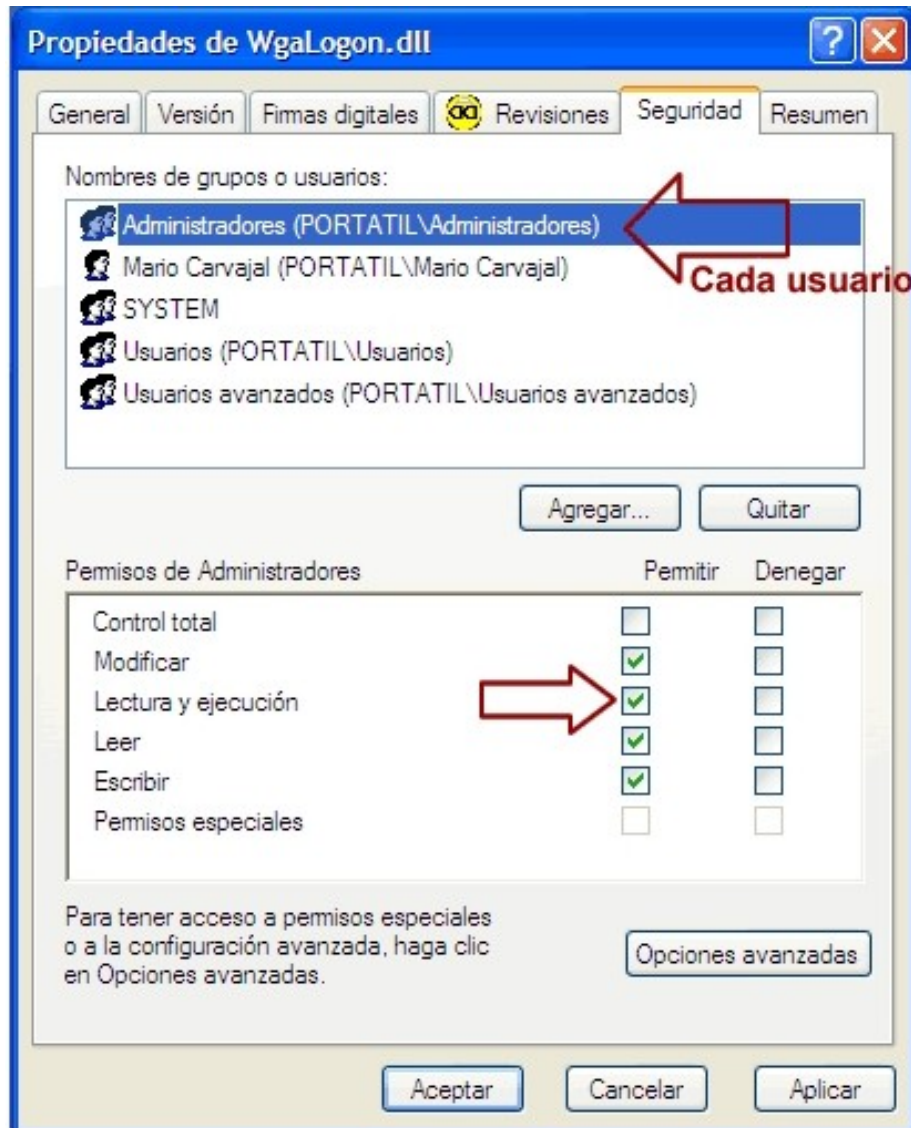 Propiedades de WgaLogon.dll
General Versión Firmas digitales Revisiones Seguridad Resumen
Nombres de grupos o usuarios:
Administradores (PORTATIL\Administradores)
Mario Carvajal (PORTATIL\Mario Carvajal)
Cada usuario
SYSTEM
Usuarios (PORTATIL\Usuarios)
Usuarios avanzados (PORTATIL\Usuarios avanzados)
Agregar... Quitar
Permisos de Administradores Permitir Denegar
Control total
Modificar
Lectura y ejecución
Leer
Escribir
Permisos especiales
Para tener acceso a permisos especiales
o a la configuración avanzada, haga clic
en Opciones avanzadas.
Opciones avanzadas
Aceptar Cancelar Aplicar